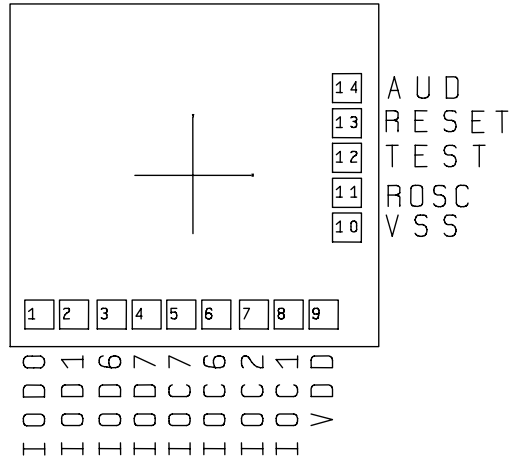 14 AUD
13 RESET
12 TEST
11 ROSC
10 VSS
1 2 3 4 5 6 7 8 9
IOD0
IOD1
IOD6
IOD7
IOC7
IOC6
IOC2
IOC1
VDD